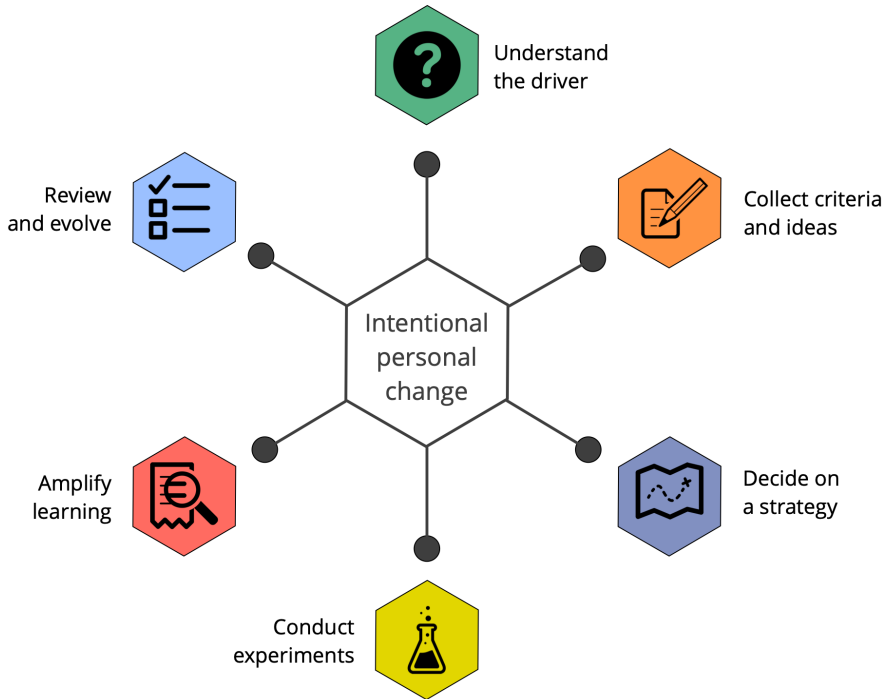 Understand
the driver
Collect criteria
and ideas
Decide on
a strategy
Conduct
experiments
Amplify
learning
Review
and evolve
Intentional
personal
change